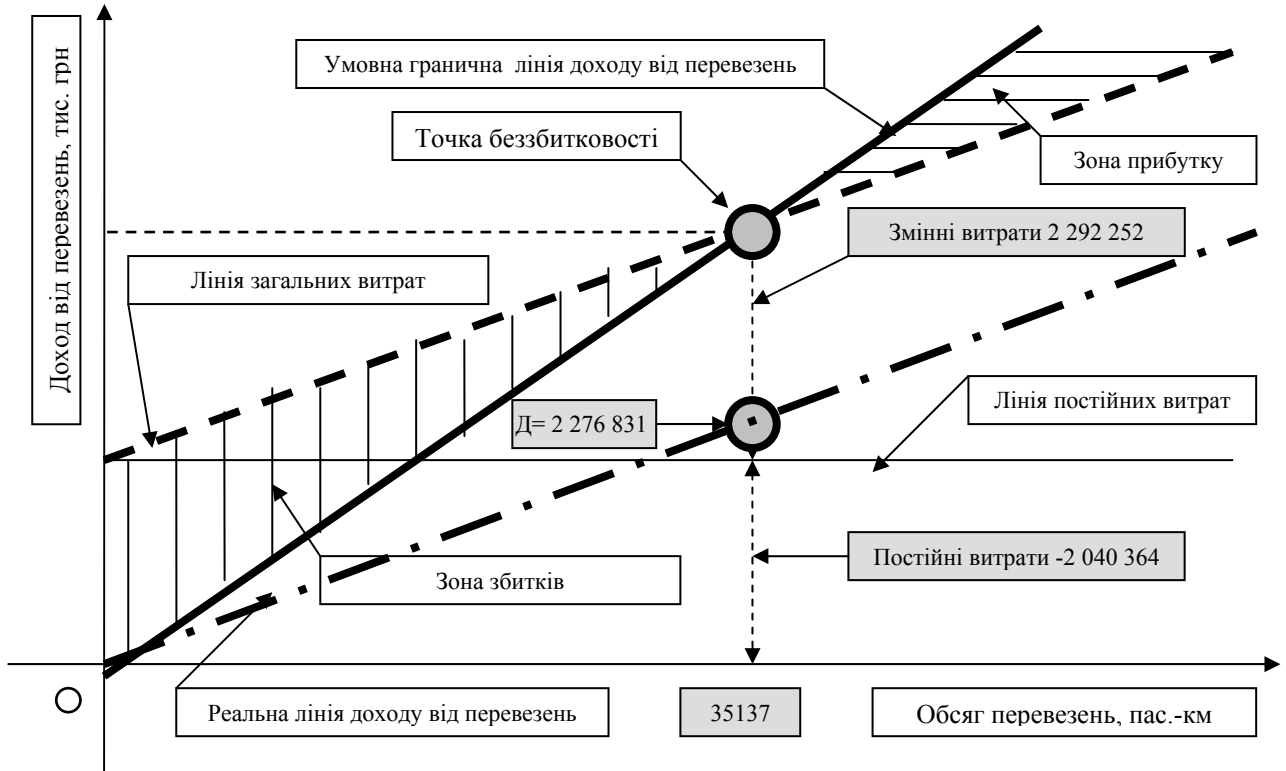 Доход від перевезень, тис. грн
Умовна гранична лінія доходу від перевезень
Точка беззбитковості
Зона прибутку
Змінні витрати 2 292 252
Лінія загальних витрат
Лінія постійних витрат
Д= 2 276 831
Постійні витрати -2 040 364
Зона збитків
Реальна лінія доходу від перевезень
35137
Обсяг перевезень, пас.-км